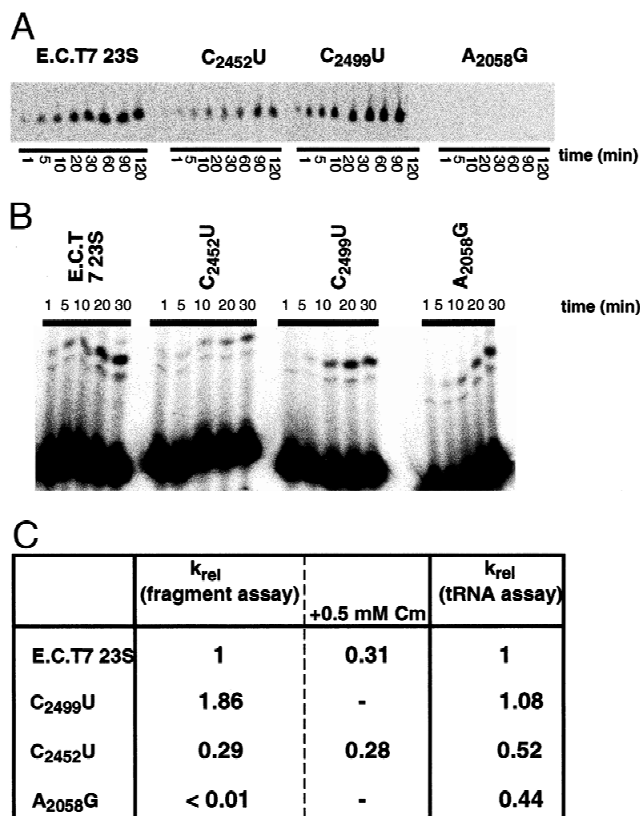 A
E.C.T7 23S C2452U C2499U A2058G
1 5 10 20 30 60 90 120 1 5 10 20 30 60 90 120 1 5 10 20 30 60 90 120 1 5 10 20 30 60 90 120 time (min)
B
E.C.T
7 23S
C2452U
C2499U
A2058G
1 5 10 20 30 1 5 10 20 30 1 5 10 20 30 1 5 10 20 30 time (min)
C
krel
(fragment assay)
+0.5 mM Cm
krel
(tRNA assay)
E.C.T7 23S 1 0.31 1
C2499U 1.86 - 1.08
C2452U 0.29 0.28 0.52
A2058G < 0.01 - 0.44